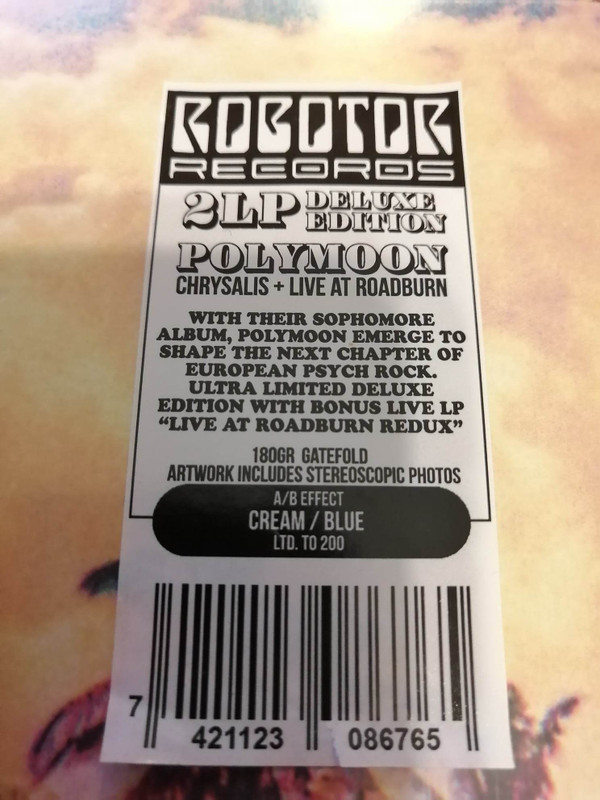 ROBOTOR
RECORDS
2LP DELUXE EDITION
POLYMOON
CHRYSALIS + LIVE AT ROADBURN
WITH THEIR SOPHOMORE
ALBUM, POLYMOON EMERGE TO
SHAPE THE NEXT CHAPTER OF
EUROPEAN PSYCH ROCK.
ULTRA LIMITED DELUXE
EDITION WITH BONUS LIVE LP
“LIVE AT ROADBURN REDUX”
180GR GATEFOLD
ARTWORK INCLUDES STEREOSCOPIC PHOTOS
A/B EFFECT
CREAM / BLUE
LTD. TO 200
7 421123 086765